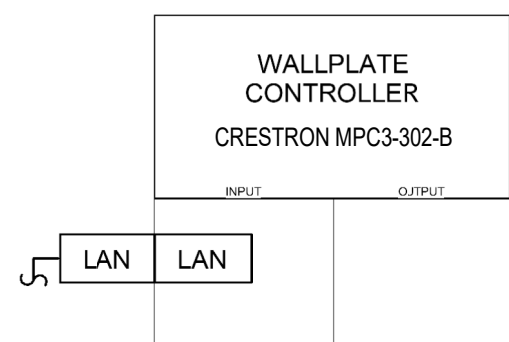 WALLPLATE
CONTROLLER
CRESTRON MPC3-302-B
INPUT OJTPUT
LAN LAN